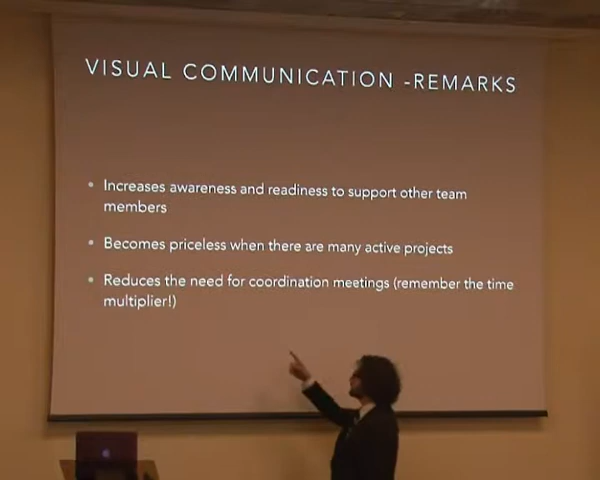 VISUAL COMMUNICATION -REMARKS
• Increases awareness and readiness to support other team
members
• Becomes priceless when there are many active projects
• Reduces the need for coordination meetings (remember the time
multiplier!)